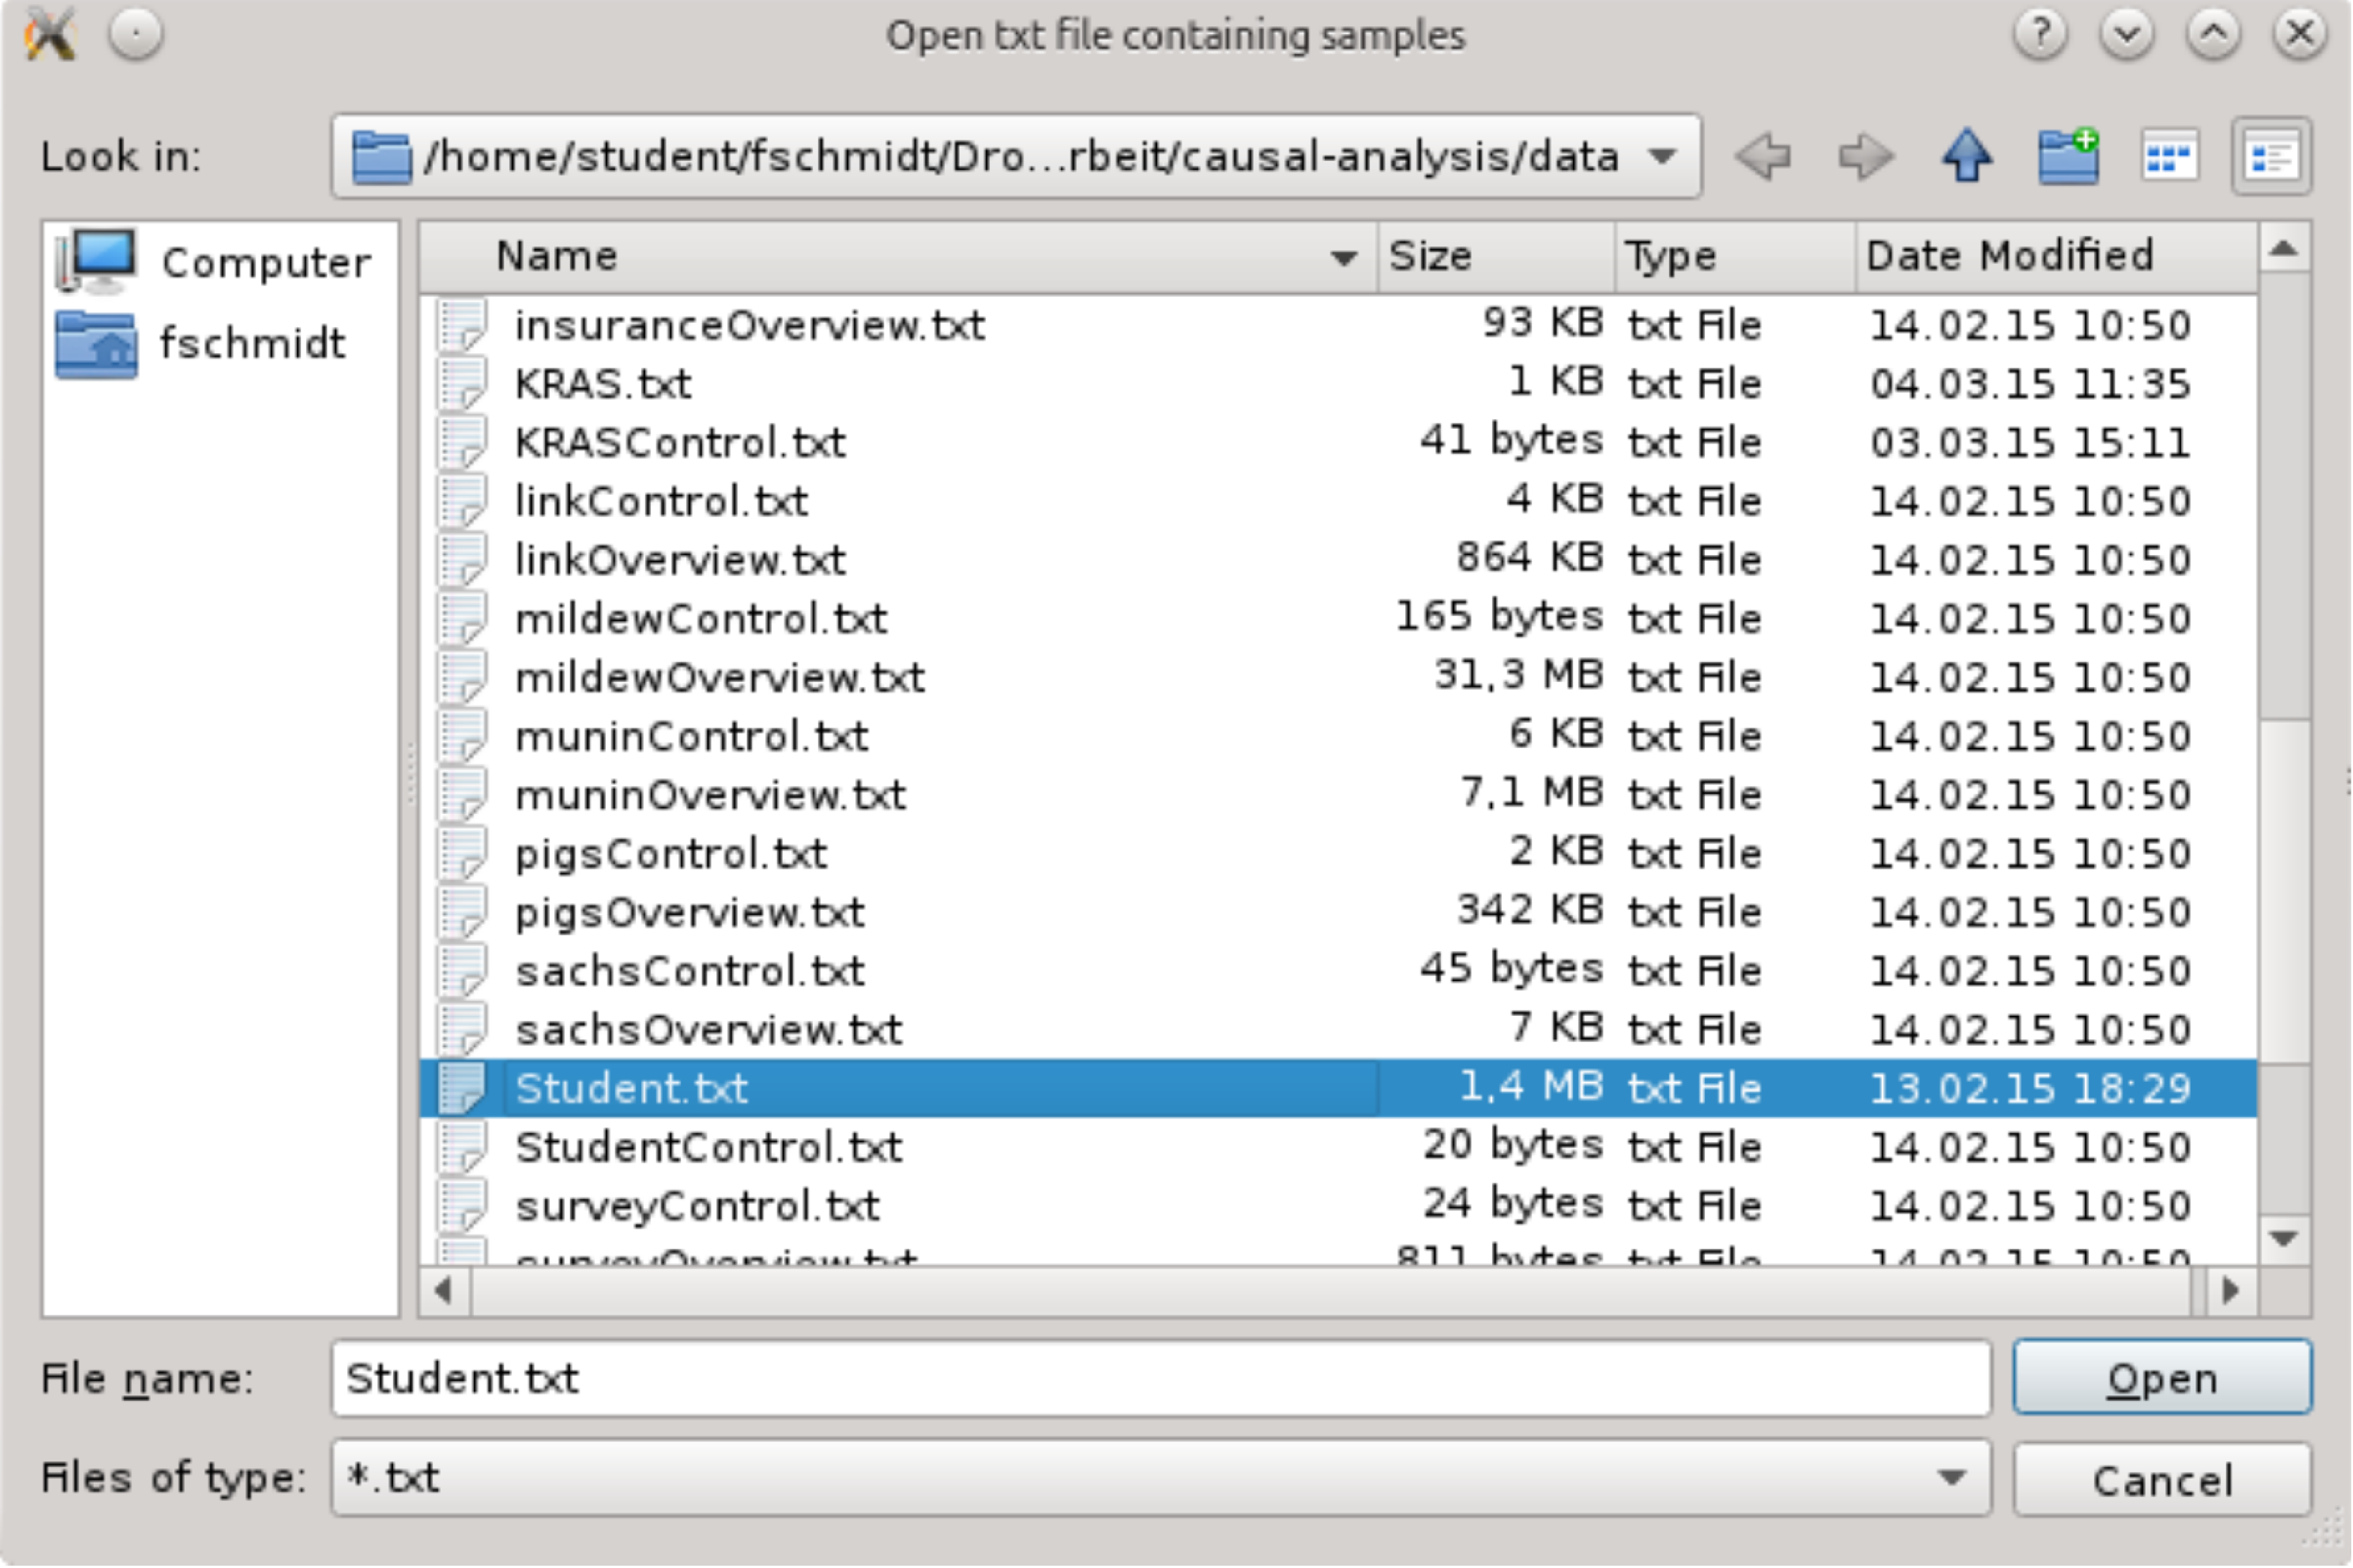 Open txt file containing samples
Look in: /home/student/fschmidt/Dro...rbeit/causal-analysis/data
Computer
fschmidt
Name Size Type Date Modified
insuranceOverview.txt 93 KB txt File 14.02.15 10:50
KRAS.txt 1 KB txt File 04.03.15 11:35
KRASControl.txt 41 bytes txt File 03.03.15 15:11
linkControl.txt 4 KB txt File 14.02.15 10:50
linkOverview.txt 864 KB txt File 14.02.15 10:50
mildewControl.txt 165 bytes txt File 14.02.15 10:50
mildewOverview.txt 31,3 MB txt File 14.02.15 10:50
muninControl.txt 6 KB txt File 14.02.15 10:50
muninOverview.txt 7,1 MB txt File 14.02.15 10:50
pigsControl.txt 2 KB txt File 14.02.15 10:50
pigsOverview.txt 342 KB txt File 14.02.15 10:50
sachsControl.txt 45 bytes txt File 14.02.15 10:50
sachsOverview.txt 7 KB txt File 14.02.15 10:50
Student.txt 1,4 MB txt File 13.02.15 18:29
StudentControl.txt 20 bytes txt File 14.02.15 10:50
surveyControl.txt 24 bytes txt File 14.02.15 10:50
surveyOverview.txt 811 bytes txt File 14.02.15 10:50
File name: Student.txt Open
Files of type: *.txt Cancel